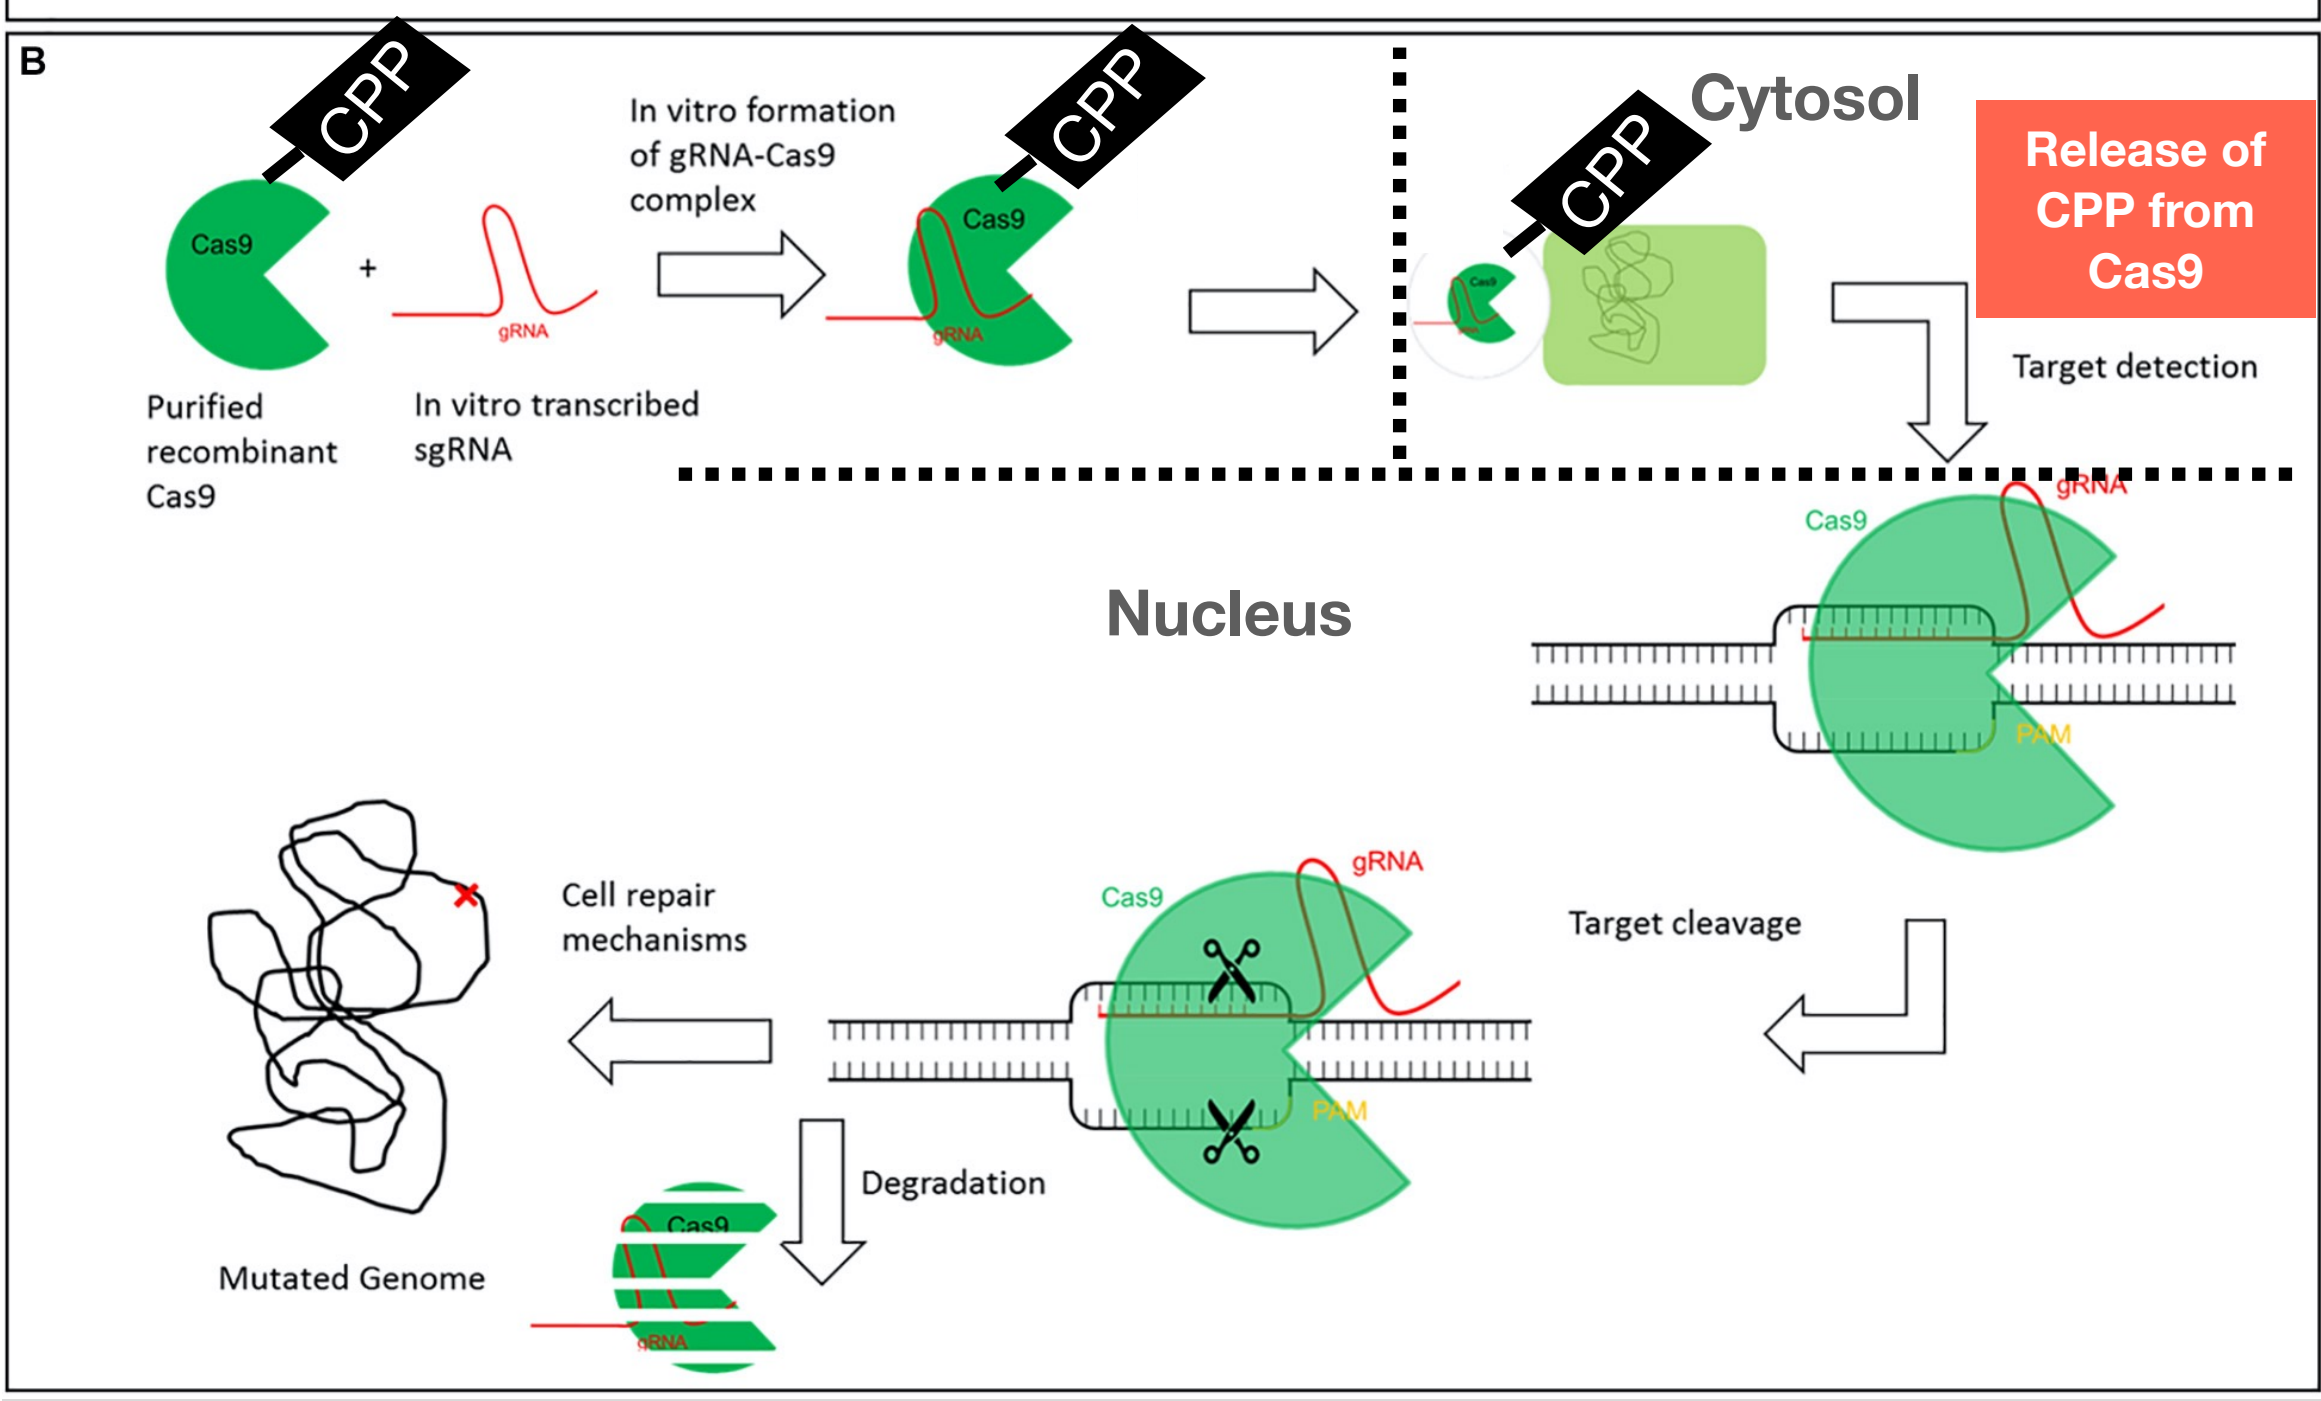 B
CPP
Cas9
+
gRNA
Purified
recombinant
Cas9
In vitro transcribed
sgRNA
In vitro formation
of gRNA-Cas9
complex
CPP
Cas9
gRNA
Cytosol
CPP
Cas9
gRNA
Release of
CPP from
Cas9
Target detection
Nucleus
Cas9
gRNA
PAM
Target cleavage
Cas9
gRNA
PAM
Cell repair
mechanisms
Degradation
Cas9
gRNA
Mutated Genome